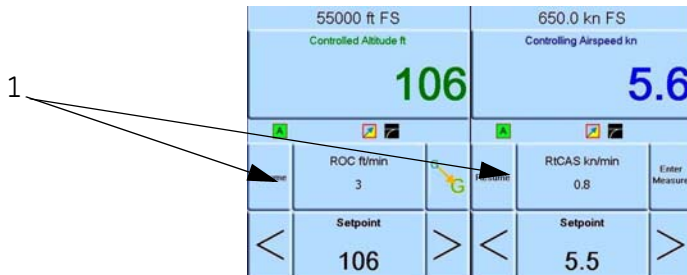 55000 ft FS
650.0 kn FS
Controlled Altitude ft
Controlling Airspeed kn
106
5.6
1
A
A
ROC ft/min
3
G
G
Resume
RtCAS kn/min
0.8
Enter
Measure
Setpoint
<
106
>
Setpoint
<
5.5
>